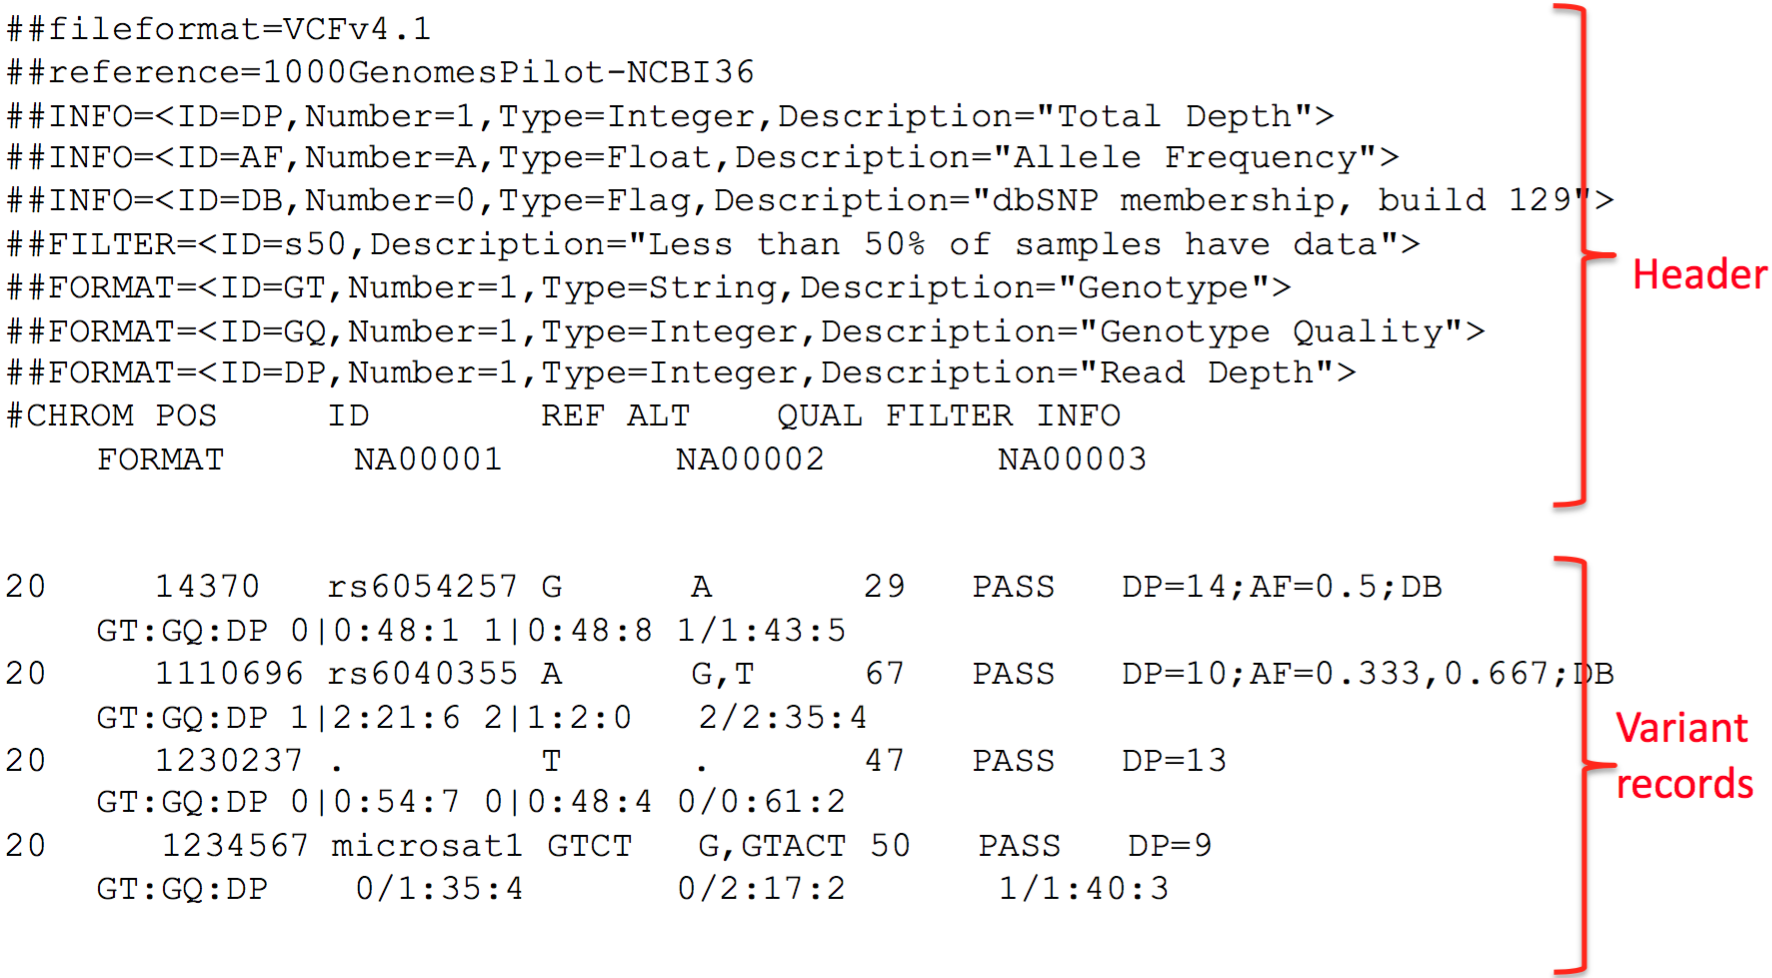 ##fileformat=VCFv4.1
##reference=1000GenomesPilot-NCBI36
##INFO=<ID=DP,Number=1,Type=Integer,Description="Total Depth">
##INFO=<ID=AF,Number=A,Type=Float,Description="Allele Frequency">
##INFO=<ID=DB,Number=0,Type=Flag,Description="dbSNP membership, build 129">
##FILTER=<ID=s50,Description="Less than 50% of samples have data">
##FORMAT=<ID=GT,Number=1,Type=String,Description="Genotype">
##FORMAT=<ID=GQ,Number=1,Type=Integer,Description="Genotype Quality">
##FORMAT=<ID=DP,Number=1,Type=Integer,Description="Read Depth">
#CHROM POS ID REF ALT QUAL FILTER INFO
FORMAT NA00001 NA00002 NA00003
Header
20 14370 rs6054257 G A 29 PASS DP=14;AF=0.5;DB
GT:GQ:DP 0|0:48:1 1|0:48:8 1/1:43:5
20 1110696 rs6040355 A G,T 67 PASS DP=10;AF=0.333,0.667;DB
GT:GQ:DP 1|2:21:6 2|1:2:0 2/2:35:4
20 1230237 . T . 47 PASS DP=13
GT:GQ:DP 0|0:54:7 0|0:48:4 0/0:61:2
20 1234567 microsat1 GTCT G,GTACT 50 PASS DP=9
GT:GQ:DP 0/1:35:4 0/2:17:2 1/1:40:3
Variant
records